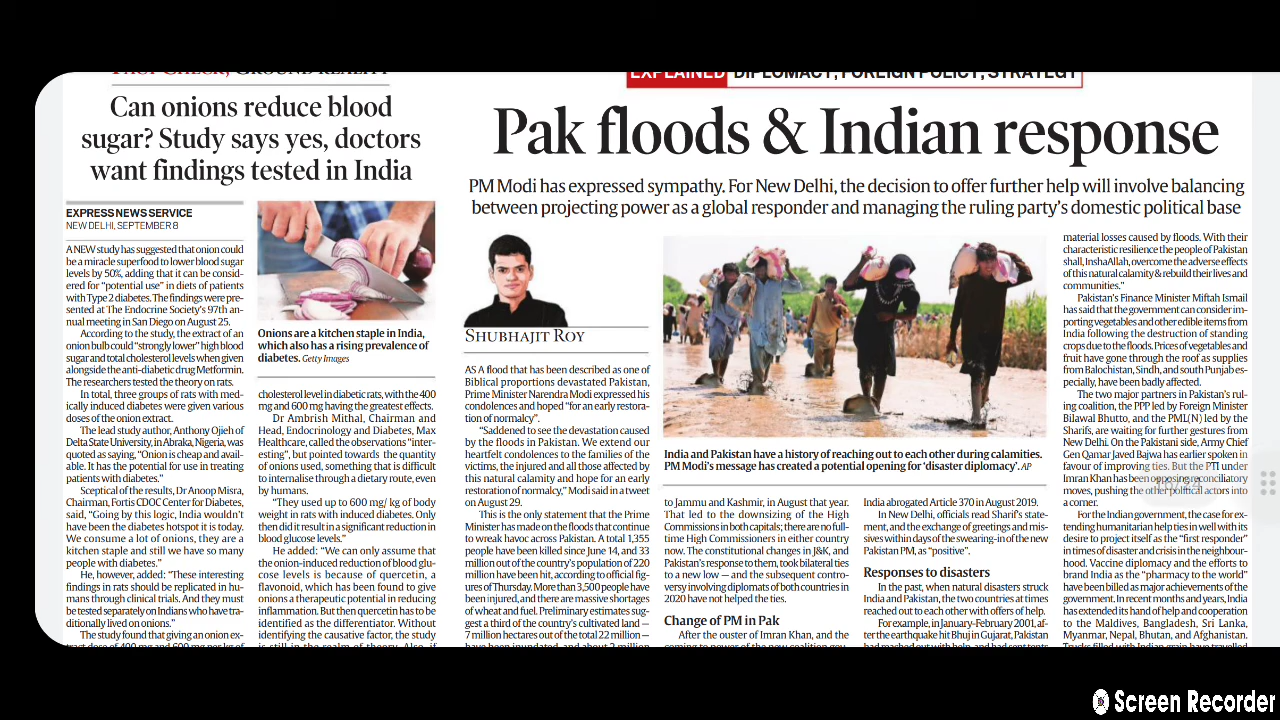 FACT CHECK, GROUND REALITY
Can onions reduce blood
sugar? Study says yes, doctors
want findings tested in India
EXPRESS NEWS SERVICE
NEW DELHI, SEPTEMBER 8
A NEW study has suggested that onion could
be a miracle superfood to lower blood sugar
levels by 50%, adding that it can be consid-
ered for "potential use" in diets of patients
with Type 2 diabetes. The findings were pre-
sented at The Endocrine Society's 97th an-
nual meeting in San Diego on August 25.
According to the study, the extract of an
onion bulb could "strongly lower" high blood
sugar and total cholesterol levels when given
alongside the anti-diabetic drug Metformin.
The researchers tested the theory on rats.
In total, three groups of rats with med-
ically induced diabetes were given various
doses of the onion extract.
The lead study author, Anthony Ojieh of
Delta State University, in Abraka, Nigeria, was
quoted as saying, "Onion is cheap and avail-
able. It has the potential for use in treating
patients with diabetes."
Sceptical of the results, Dr Anoop Misra,
Chairman, Fortis CDOC Center for Diabetes,
said, "Going by this logic, India wouldn't
have been the diabetes hotspot it is today.
We consume a lot of onions, they are a
kitchen staple and still we have so many
people with diabetes."
He, however, added: "These interesting
findings in rats should be replicated in hu-
mans through clinical trials. And they must
be tested separately on Indians who have tra-
ditionally lived on onions."
The study found that giving an onion ex-
tract dose of 400 mg and 600 mg per kg of
Onions are a kitchen staple in India,
which also has a rising prevalence of
diabetes. Getty Images
cholesterol level in diabetic rats, with the 400
mg and 600 mg having the greatest effects.
Dr Ambrish Mithal, Chairman and
Head, Endocrinology and Diabetes, Max
Healthcare, called the observations "inter-
esting", but pointed towards the quantity
of onions used, something that is difficult
to internalise through a dietary route, even
by humans.
"They used up to 600 mg/ kg of body
weight in rats with induced diabetes. Only
then did it result in a significant reduction in
blood glucose levels."
He added: "We can only assume that
the onion-induced reduction of blood glu-
cose levels is because of quercetin, a
flavonoid, which has been found to give
onions a therapeutic potential in reducing
inflammation. But then quercetin has to be
identified as the differentiator. Without
identifying the causative factor, the study
is still in the realm of theory. Also, if
EXPLAINED DIPLOMACY, FOREIGN POLICY, STRATEGY
Pak floods & Indian response
PM Modi has expressed sympathy. For New Delhi, the decision to offer further help will involve balancing
between projecting power as a global responder and managing the ruling party's domestic political base
SHUBHAJIT ROY
AS A flood that has been described as one of
Biblical proportions devastated Pakistan,
Prime Minister Narendra Modi expressed his
condolences and hoped "for an early restora-
tion of normalcy".
"Saddened to see the devastation caused
by the floods in Pakistan. We extend our
heartfelt condolences to the families of the
victims, the injured and all those affected by
this natural calamity and hope for an early
restoration of normalcy," Modi said in a tweet
on August 29.
This is the only statement that the Prime
Minister has made on the floods that continue
to wreak havoc across Pakistan. A total 1,355
people have been killed since June 14, and 33
million out of the country's population of 220
million have been hit, according to official fig-
ures of Thursday. More than 3,500 people have
been injured, and there are massive shortages
of wheat and fuel. Preliminary estimates sug-
gest a third of the country's cultivated land —
7 million hectares out of the total 22 million —
have been inundated, and about 2 million
India and Pakistan have a history of reaching out to each other during calamities.
PM Modi's message has created a potential opening for 'disaster diplomacy'. AP
to Jammu and Kashmir, in August that year.
That led to the downsizing of the High
Commissions in both capitals; there are no full-
time High Commissioners in either country
now. The constitutional changes in J&K, and
Pakistan's response to them, took bilateral ties
to a new low — and the subsequent contro-
versy involving diplomats of both countries in
2020 have not helped the ties.
Change of PM in Pak
After the ouster of Imran Khan, and the
coming to power of the new coalition gov-
India abrogated Article 370 in August 2019.
In New Delhi, officials read Sharif's state-
ment, and the exchange of greetings and mis-
sives within days of the swearing-in of the new
Pakistan PM, as "positive".
Responses to disasters
In the past, when natural disasters struck
India and Pakistan, the two countries at times
reached out to each other with offers of help.
For example, in January-February 2001, af-
ter the earthquake hit Bhuj in Gujarat, Pakistan
had reached out with help, and had sent tents
material losses caused by floods. With their
characteristic resilience the people of Pakistan
shall, InshaAllah, overcome the adverse effects
of this natural calamity & rebuild their lives and
communities."
Pakistan's Finance Minister Miftah Ismail
has said that the government can consider im-
porting vegetables and other edible items from
India following the destruction of standing
crops due to the floods. Prices of vegetables and
fruit have gone through the roof as supplies
from Balochistan, Sindh, and south Punjab es-
pecially, have been badly affected.
The two major partners in Pakistan's rul-
ing coalition, the PPP led by Foreign Minister
Bilawal Bhutto, and the PML(N) led by the
Sharifs, are waiting for further gestures from
New Delhi. On the Pakistani side, Army Chief
Gen Qamar Javed Bajwa has earlier spoken in
favour of improving ties. But the PTI under
Imran Khan has been opposing reconciliatory
moves, pushing the other political actors into
a corner.
For the Indian government, the case for ex-
tending humanitarian help ties in well with its
desire to project itself as the "first responder"
in times of disaster and crisis in the neighbour-
hood. Vaccine diplomacy and the efforts to
brand India as the "pharmacy to the world"
have been billed as major achievements of the
government. In recent months and years, India
has extended its hand of help and cooperation
to the Maldives, Bangladesh, Sri Lanka,
Myanmar, Nepal, Bhutan, and Afghanistan.
Trucks filled with Indian grain have travelled
Screen Recorder